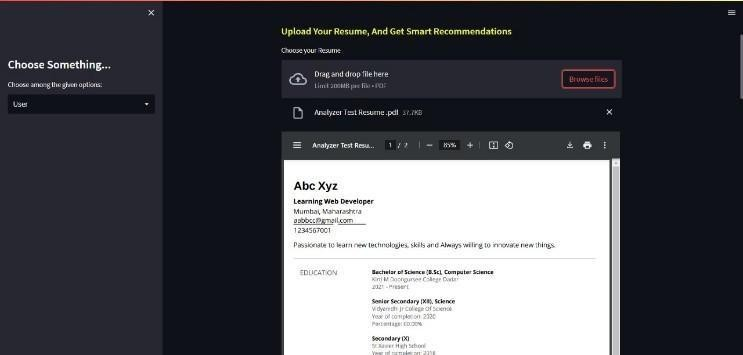 Choose Something...
Choose among the given options:
User
Upload Your Resume, And Get Smart Recommendations
Choose your Resume
Drag and drop file here
Limit 200MB per file • PDF
Browse files
Analyzer Test Resume .pdf 37.7KB
Analyzer Test Resu... 1 / 2 85%
Abc Xyz
Learning Web Developer
Mumbai, Maharashtra
aabbcc@gmail.com
1234567001
Passionate to learn new technologies, skills and Always willing to innovate new things.
EDUCATION
Bachelor of Science (B.Sc), Computer Science
Kirti M Doongursee College Dadar
2021 - Present
Senior Secondary (XII), Science
Vidyanidhi Jr College Of Science
Year of completion: 2020
Percentage:
Secondary (X)
St Xavier High School
Year of completion: 2018